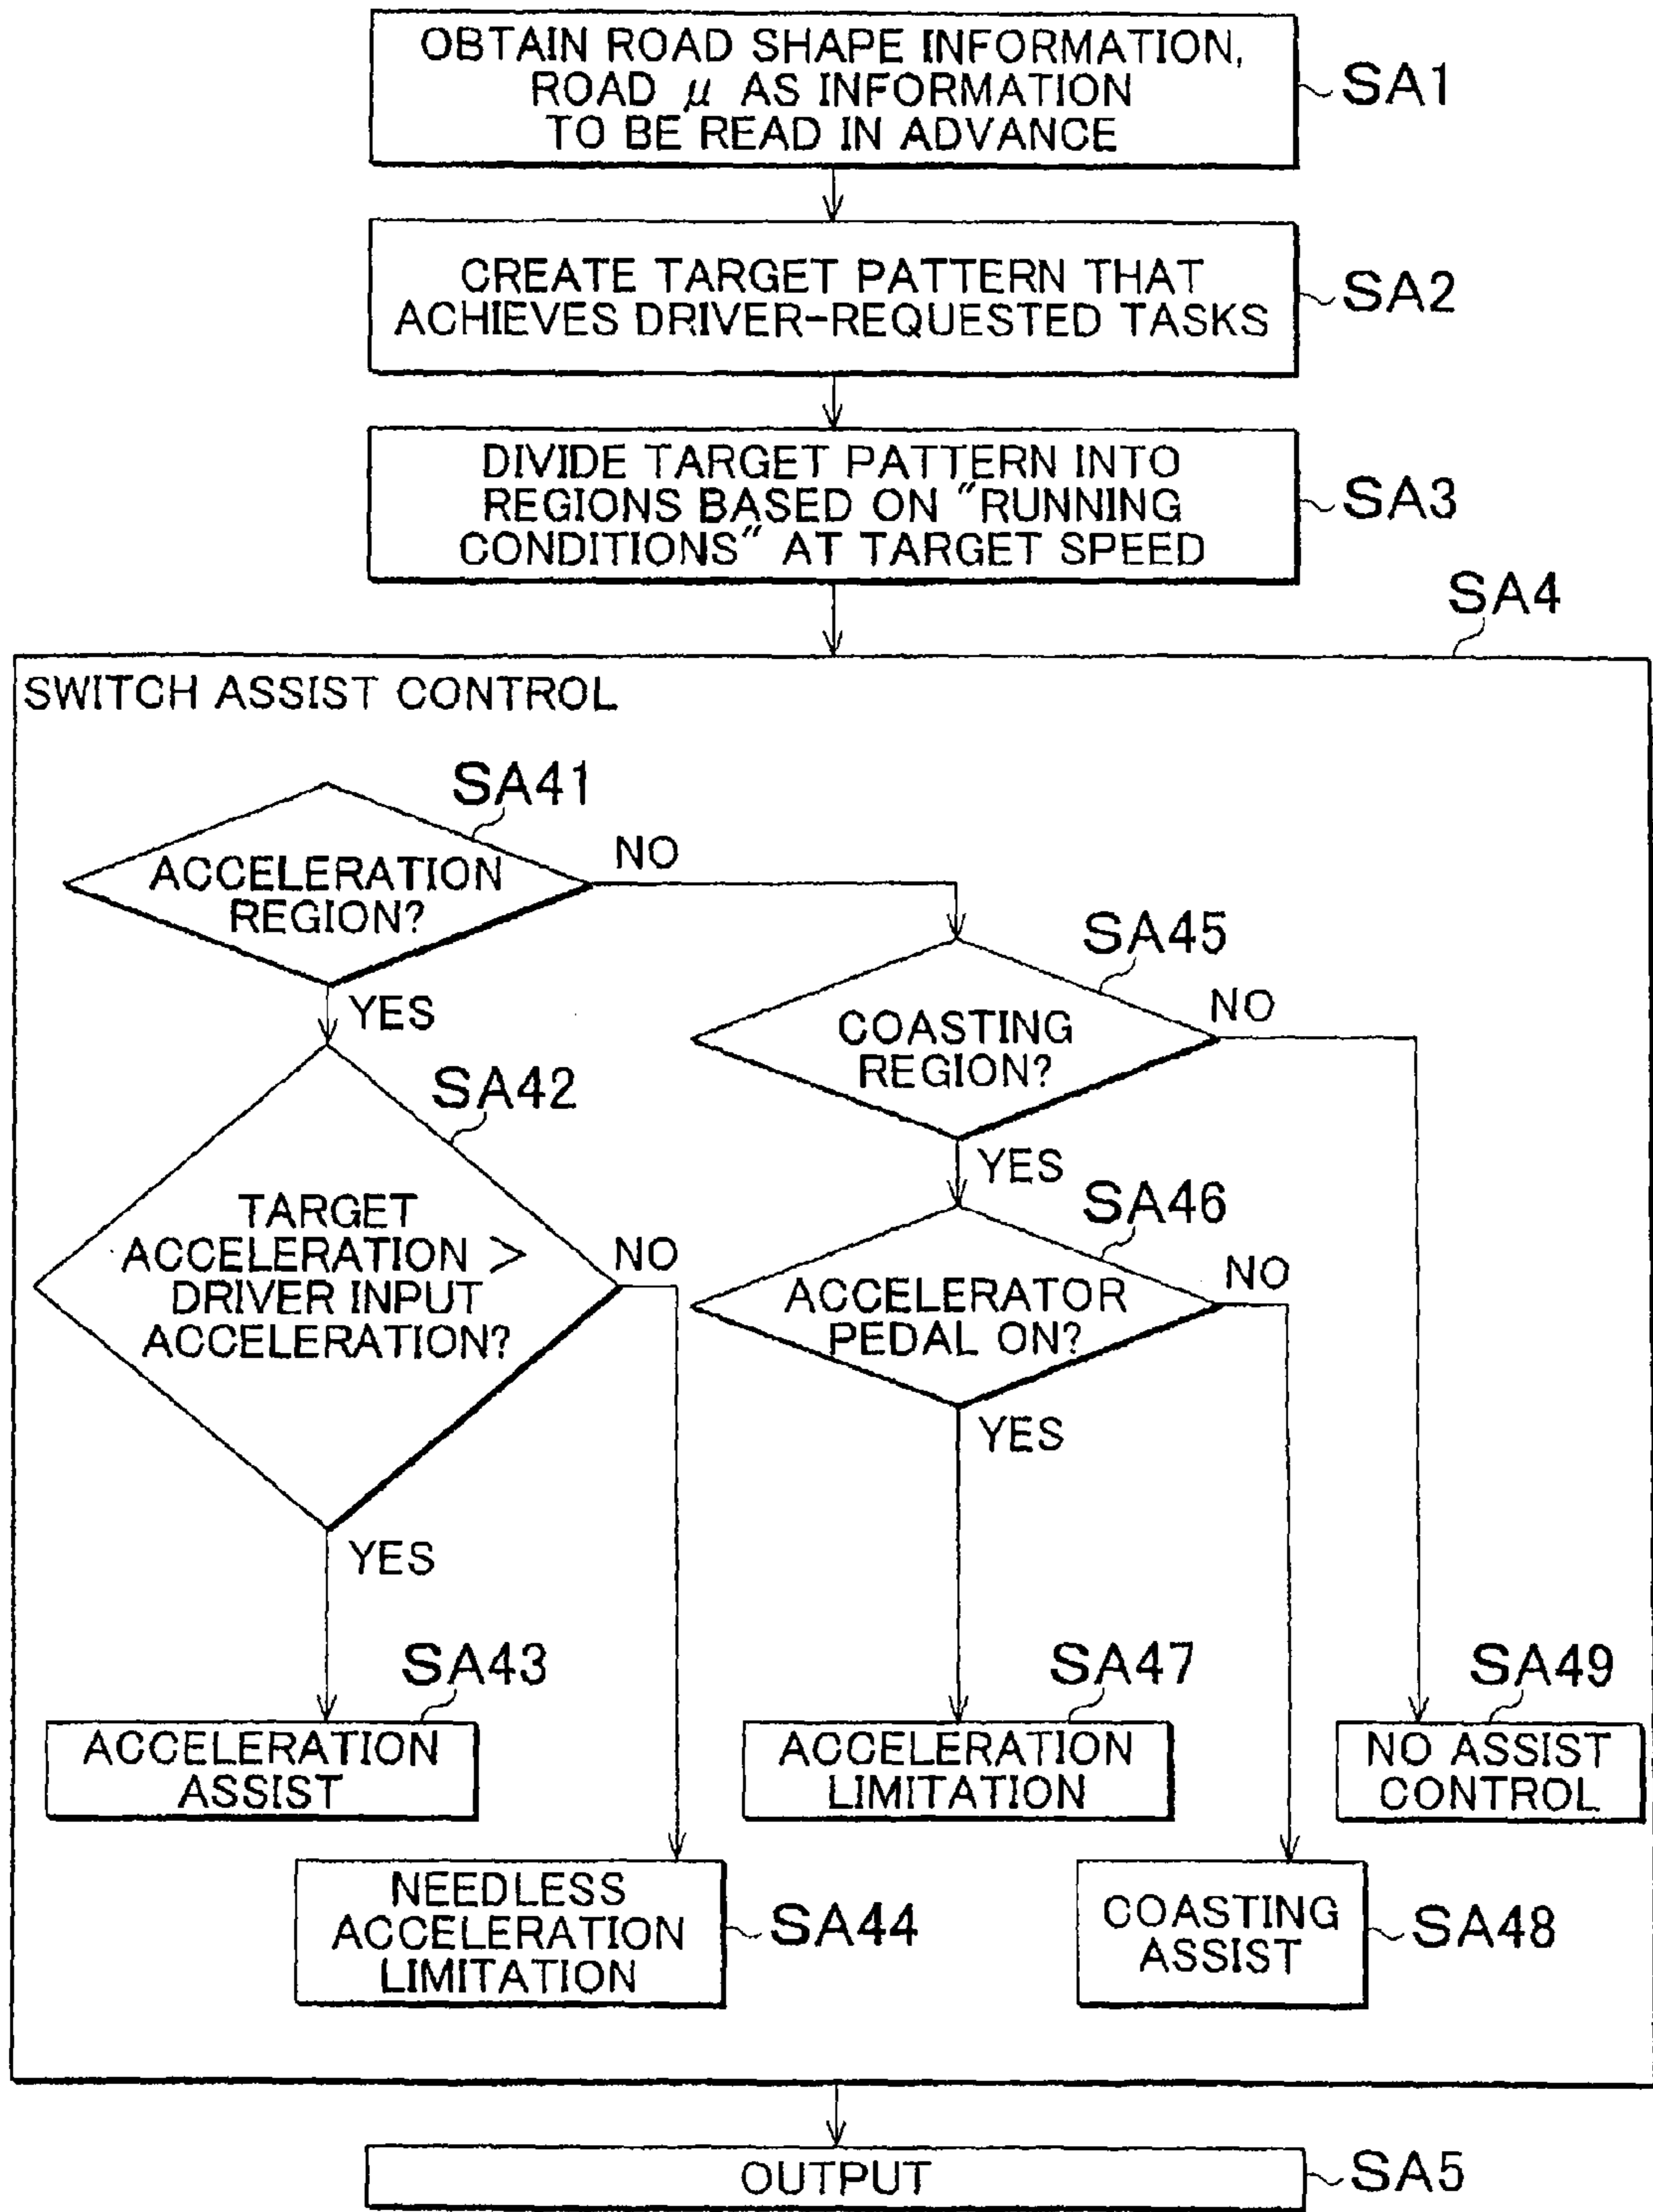 OBTAIN ROAD SHAPE INFORMATION,
ROAD μ AS INFORMATION
TO BE READ IN ADVANCE
SA1
CREATE TARGET PATTERN THAT
ACHIEVES DRIVER-REQUESTED TASKS
SA2
DIVIDE TARGET PATTERN INTO
REGIONS BASED ON "RUNNING
CONDITIONS" AT TARGET SPEED
SA3
SA4
SWITCH ASSIST CONTROL
SA41
ACCELERATION
REGION?
NO
YES
SA45
COASTING
REGION?
NO
YES
SA42
TARGET
ACCELERATION >
DRIVER INPUT
ACCELERATION?
NO
YES
SA46
ACCELERATOR
PEDAL ON?
NO
YES
SA43
ACCELERATION
ASSIST
SA47
ACCELERATION
LIMITATION
SA49
NO ASSIST
CONTROL
NEEDLESS
ACCELERATION
LIMITATION
SA44
COASTING
ASSIST
SA48
OUTPUT
SA5